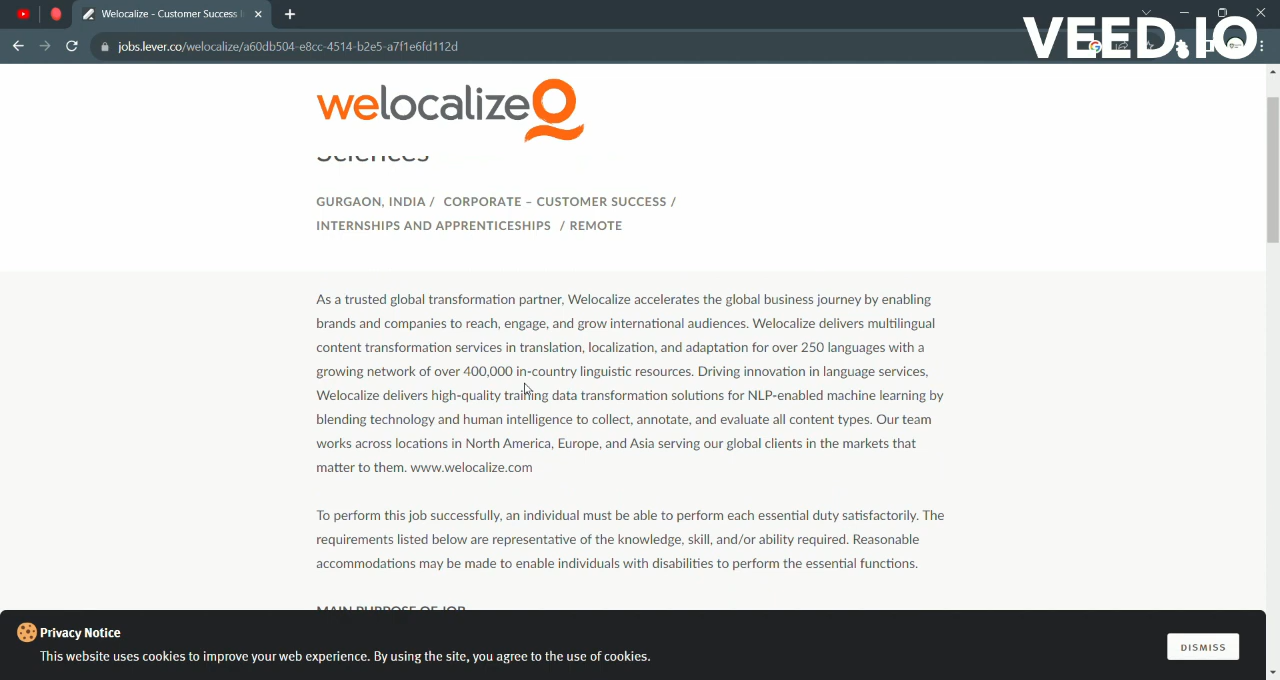 Welocalize - Customer Success I
jobs.lever.co/welocalize/a60db504-e8cc-4514-b2e5-a7f1e6fd112d
VEED.IO
welocalize
Sciences
GURGAON, INDIA / CORPORATE – CUSTOMER SUCCESS /
INTERNSHIPS AND APPRENTICESHIPS / REMOTE
As a trusted global transformation partner, Welocalize accelerates the global business journey by enabling
brands and companies to reach, engage, and grow international audiences. Welocalize delivers multilingual
content transformation services in translation, localization, and adaptation for over 250 languages with a
growing network of over 400,000 in-country linguistic resources. Driving innovation in language services,
Welocalize delivers high-quality training data transformation solutions for NLP-enabled machine learning by
blending technology and human intelligence to collect, annotate, and evaluate all content types. Our team
works across locations in North America, Europe, and Asia serving our global clients in the markets that
matter to them. www.welocalize.com
To perform this job successfully, an individual must be able to perform each essential duty satisfactorily. The
requirements listed below are representative of the knowledge, skill, and/or ability required. Reasonable
accommodations may be made to enable individuals with disabilities to perform the essential functions.
MAIN PURPOSE OF JOB
Privacy Notice
This website uses cookies to improve your web experience. By using the site, you agree to the use of cookies.
DISMISS